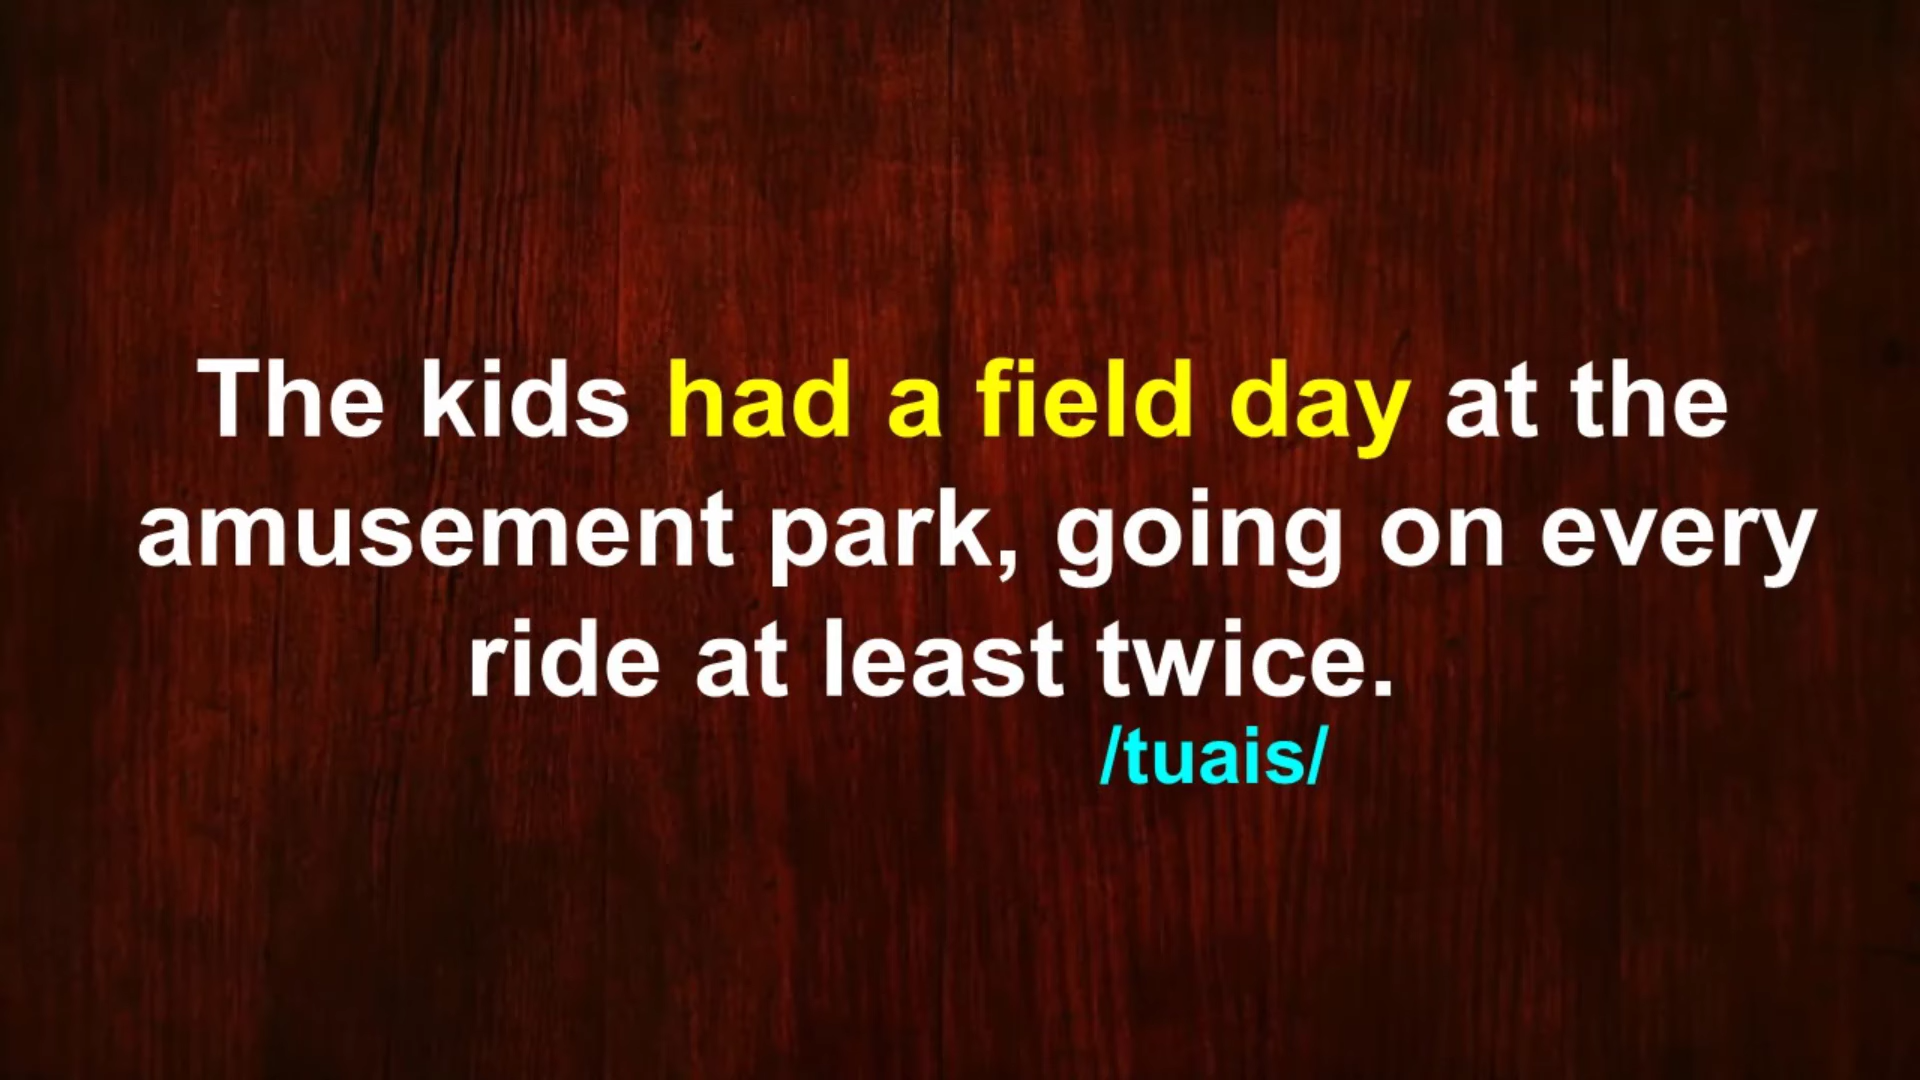 The kids had a field day at the
amusement park, going on every
ride at least twice.
/tuais/